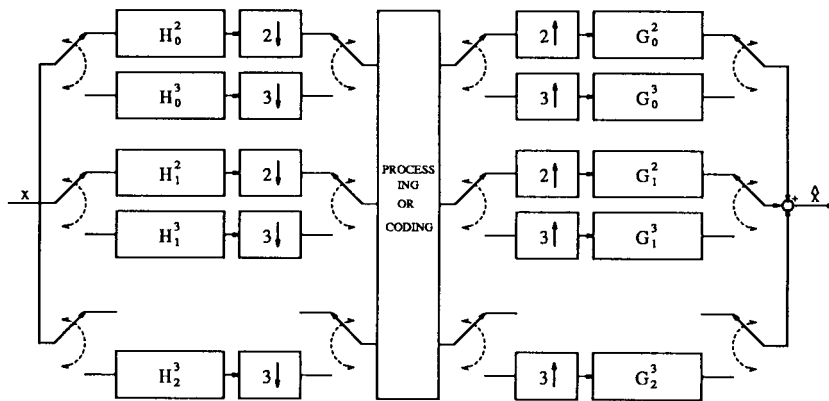 H₀² 2↓ 2↑ G₀²
H₀³ 3↓ 3↑ G₀³
H₁² 2↓ PROCESS 2↑ G₁²
ING
x OR + x̂
H₁³ 3↓ CODING 3↑ G₁³
H₂³ 3↓ 3↑ G₂³